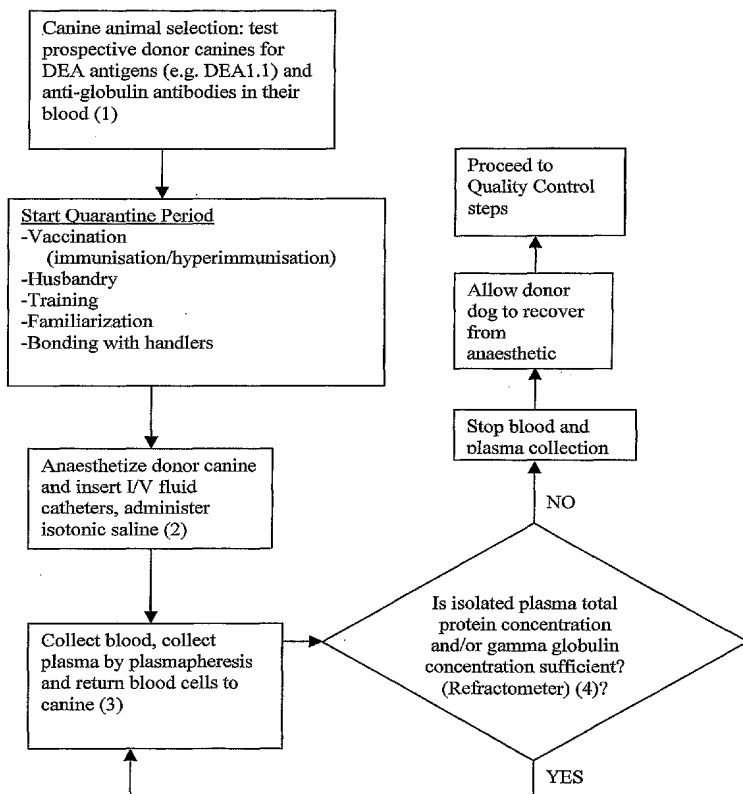 Canine animal selection: test
prospective donor canines for
DEA antigens (e.g. DEA1.1) and
anti-globulin antibodies in their
blood (1)
Start Quarantine Period
-Vaccination
(immunisation/hyperimmunisation)
-Husbandry
-Training
-Familiarization
-Bonding with handlers
Anaesthetize donor canine
and insert I/V fluid
catheters, administer
isotonic saline (2)
Collect blood, collect
plasma by plasmapheresis
and return blood cells to
canine (3)
Is isolated plasma total
protein concentration
and/or gamma globulin
concentration sufficient?
(Refractometer) (4)?
YES
NO
Stop blood and
plasma collection
Allow donor
dog to recover
from
anaesthetic
Proceed to
Quality Control
steps